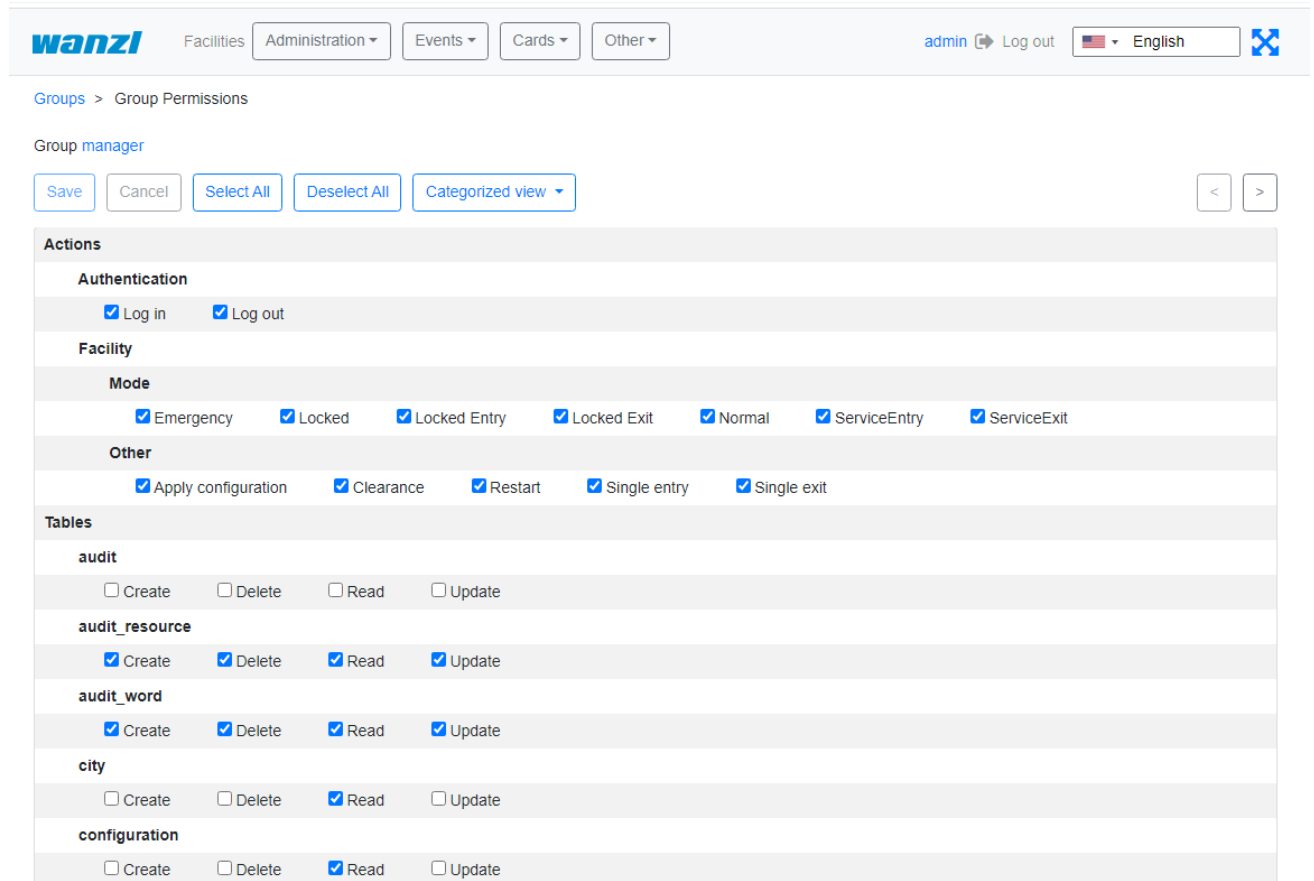 wanzl Facilities Administration Events Cards Other admin Log out English
Groups > Group Permissions
Group manager
Save Cancel Select All Deselect All Categorized view < >
Actions
Authentication
Log in Log out
Facility
Mode
Emergency Locked Locked Entry Locked Exit Normal ServiceEntry ServiceExit
Other
Apply configuration Clearance Restart Single entry Single exit
Tables
audit
Create Delete Read Update
audit_resource
Create Delete Read Update
audit_word
Create Delete Read Update
city
Create Delete Read Update
configuration
Create Delete Read Update